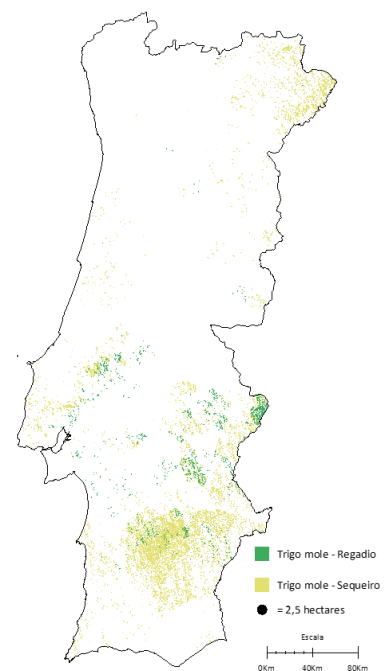 Trigo mole - Regadio
Trigo mole - Sequeiro
= 2,5 hectares
Escala
0Km 40Km 80Km